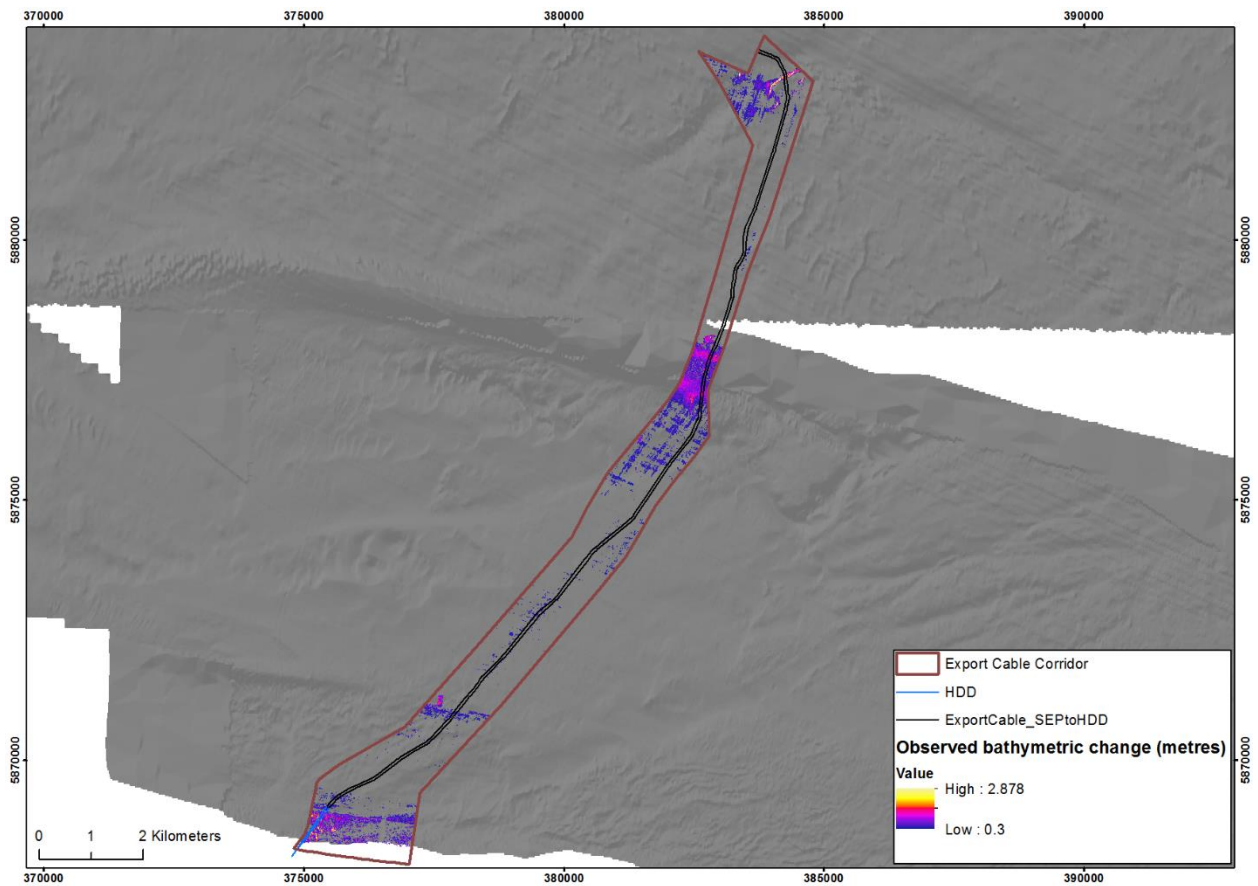 370000 375000 380000 385000 390000
5880000 5880000
5875000 5875000
5870000 5870000
Export Cable Corridor
HDD
ExportCable_SEPtoHDD
Observed bathymetric change (metres)
Value
High : 2.878
Low : 0.3
0 1 2 Kilometers
370000 375000 380000 385000 390000